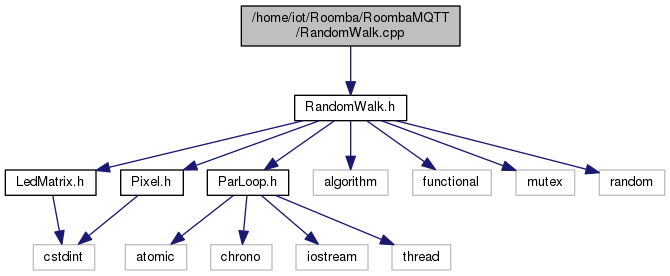 /home/iot/Roomba/RoombaMQTT
/RandomWalk.cpp
RandomWalk.h
LedMatrix.h
Pixel.h
ParLoop.h
algorithm
functional
mutex
random
cstdint
atomic
chrono
iostream
thread